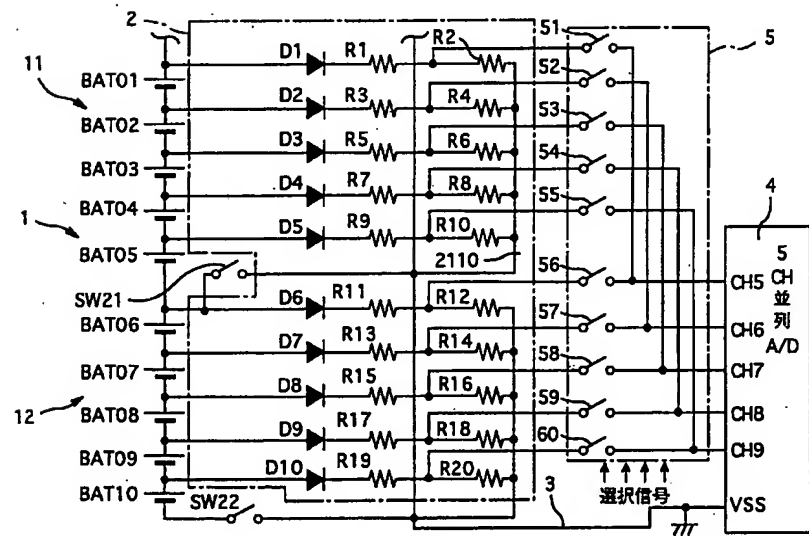 2
D1 R1 R2 51 5
11 BAT01 52
D2 R3 R4
BAT02 53
D3 R5 R6
BAT03 54
D4 R7 R8 4
BAT04 55
1 D5 R9 R10
BAT05 2110 56 5
SW21 CH
D6 R11 R12 CH5 並
BAT06 57 列
D7 R13 R14 CH6 A/D
BAT07 58
D8 R15 R16 CH7
12 BAT08 59
D9 R17 R18 CH8
BAT09 60
D10 R19 R20 CH9
BAT10 SW22 選択信号
3 VSS